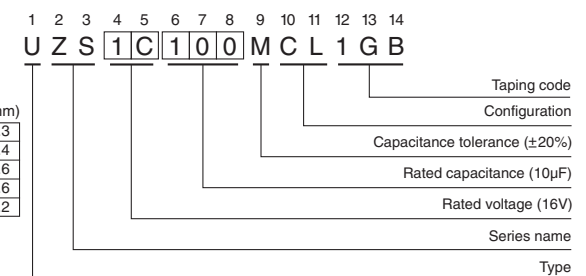 1 2 3 4 5 6 7 8 9 10 11 12 13 14
U Z S 1 C 1 0 0 M C L 1 G B
Taping code
Configuration
Capacitance tolerance (±20%)
Rated capacitance (10µF)
Rated voltage (16V)
Series name
Type
m)
3
4
6
6
2